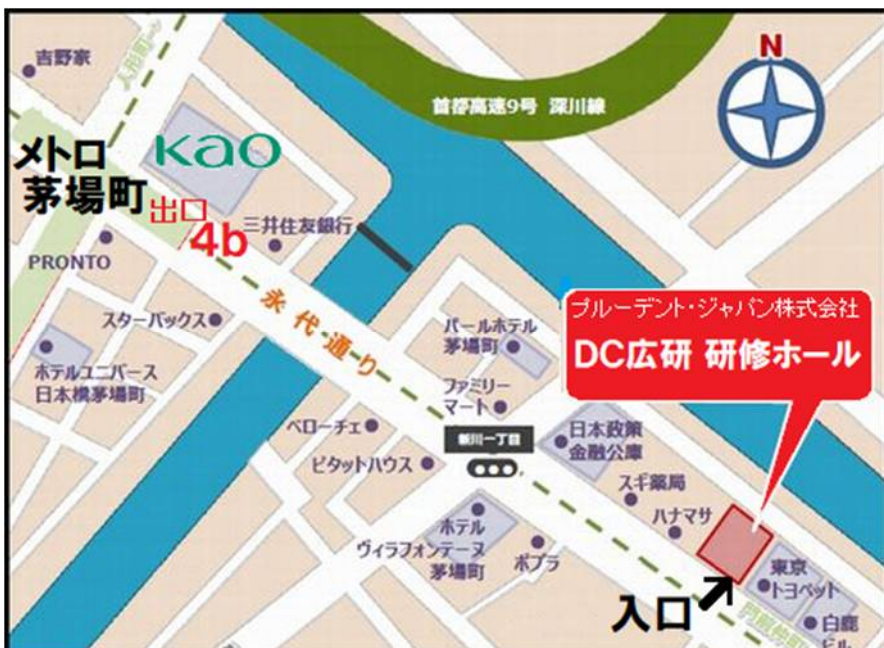 吉野家
人形町
首都高速9号 深川線
N
メトロ
茅場町
kao
出口
4b
三井住友銀行
PRONTO
スターバックス
永代通り
パールホテル
茅場町
プルーデント・ジャパン株式会社
DC広研 研修ホール
ホテルユニバース
日本橋茅場町
ファミリー
マート
ベローチェ
新川一丁目
日本政策
金融公庫
ピタットハウス
スギ薬局
ハナマサ
ホテル
ヴィラフォンテーヌ
茅場町
ポプラ
東京
トヨペット
入口
門前仲町
白鹿
ビル